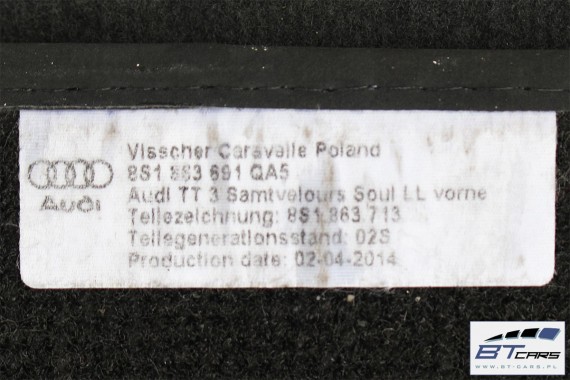 Visscher Caravelle Poland
8S1 863 691 QA5
Audi TT 3 Samtvelours Soul LL vorne
Audi
Teilezeichnung: 8S1.863.713
Teilegenerationsstand: 02S
Production date: 02-04-2014
BTCARS
WWW.BT-CARS.PL